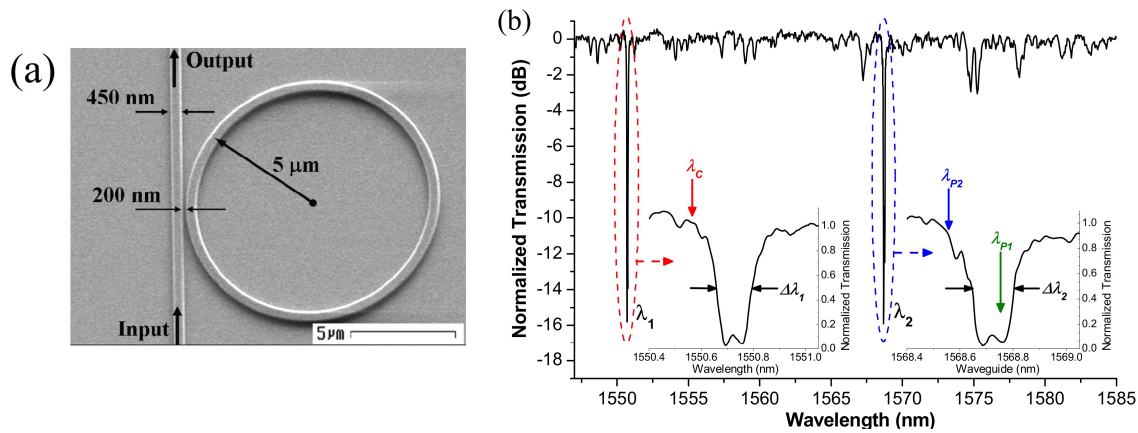 (a)
Output
450 nm
5 μm
200 nm
Input
5μm
(b)
Normalized Transmission (dB)
0
-2
-4
-6
-8
-10
-12
-14
-16
-18
1550
1555
1560
1565
1570
1575
1580
1585
Wavelength (nm)
λ1
λ2
λC
Δλ1
1.0
0.8
0.6
0.4
0.2
0.0
Normalized Transmission
1550.4
1550.6
1550.8
1551.0
Wavelength (nm)
λP2
λP1
Δλ2
1.0
0.8
0.6
0.4
0.2
0.0
Normalized Transmission
1568.4
1568.6
1568.8
1569.0
Waveguide (nm)